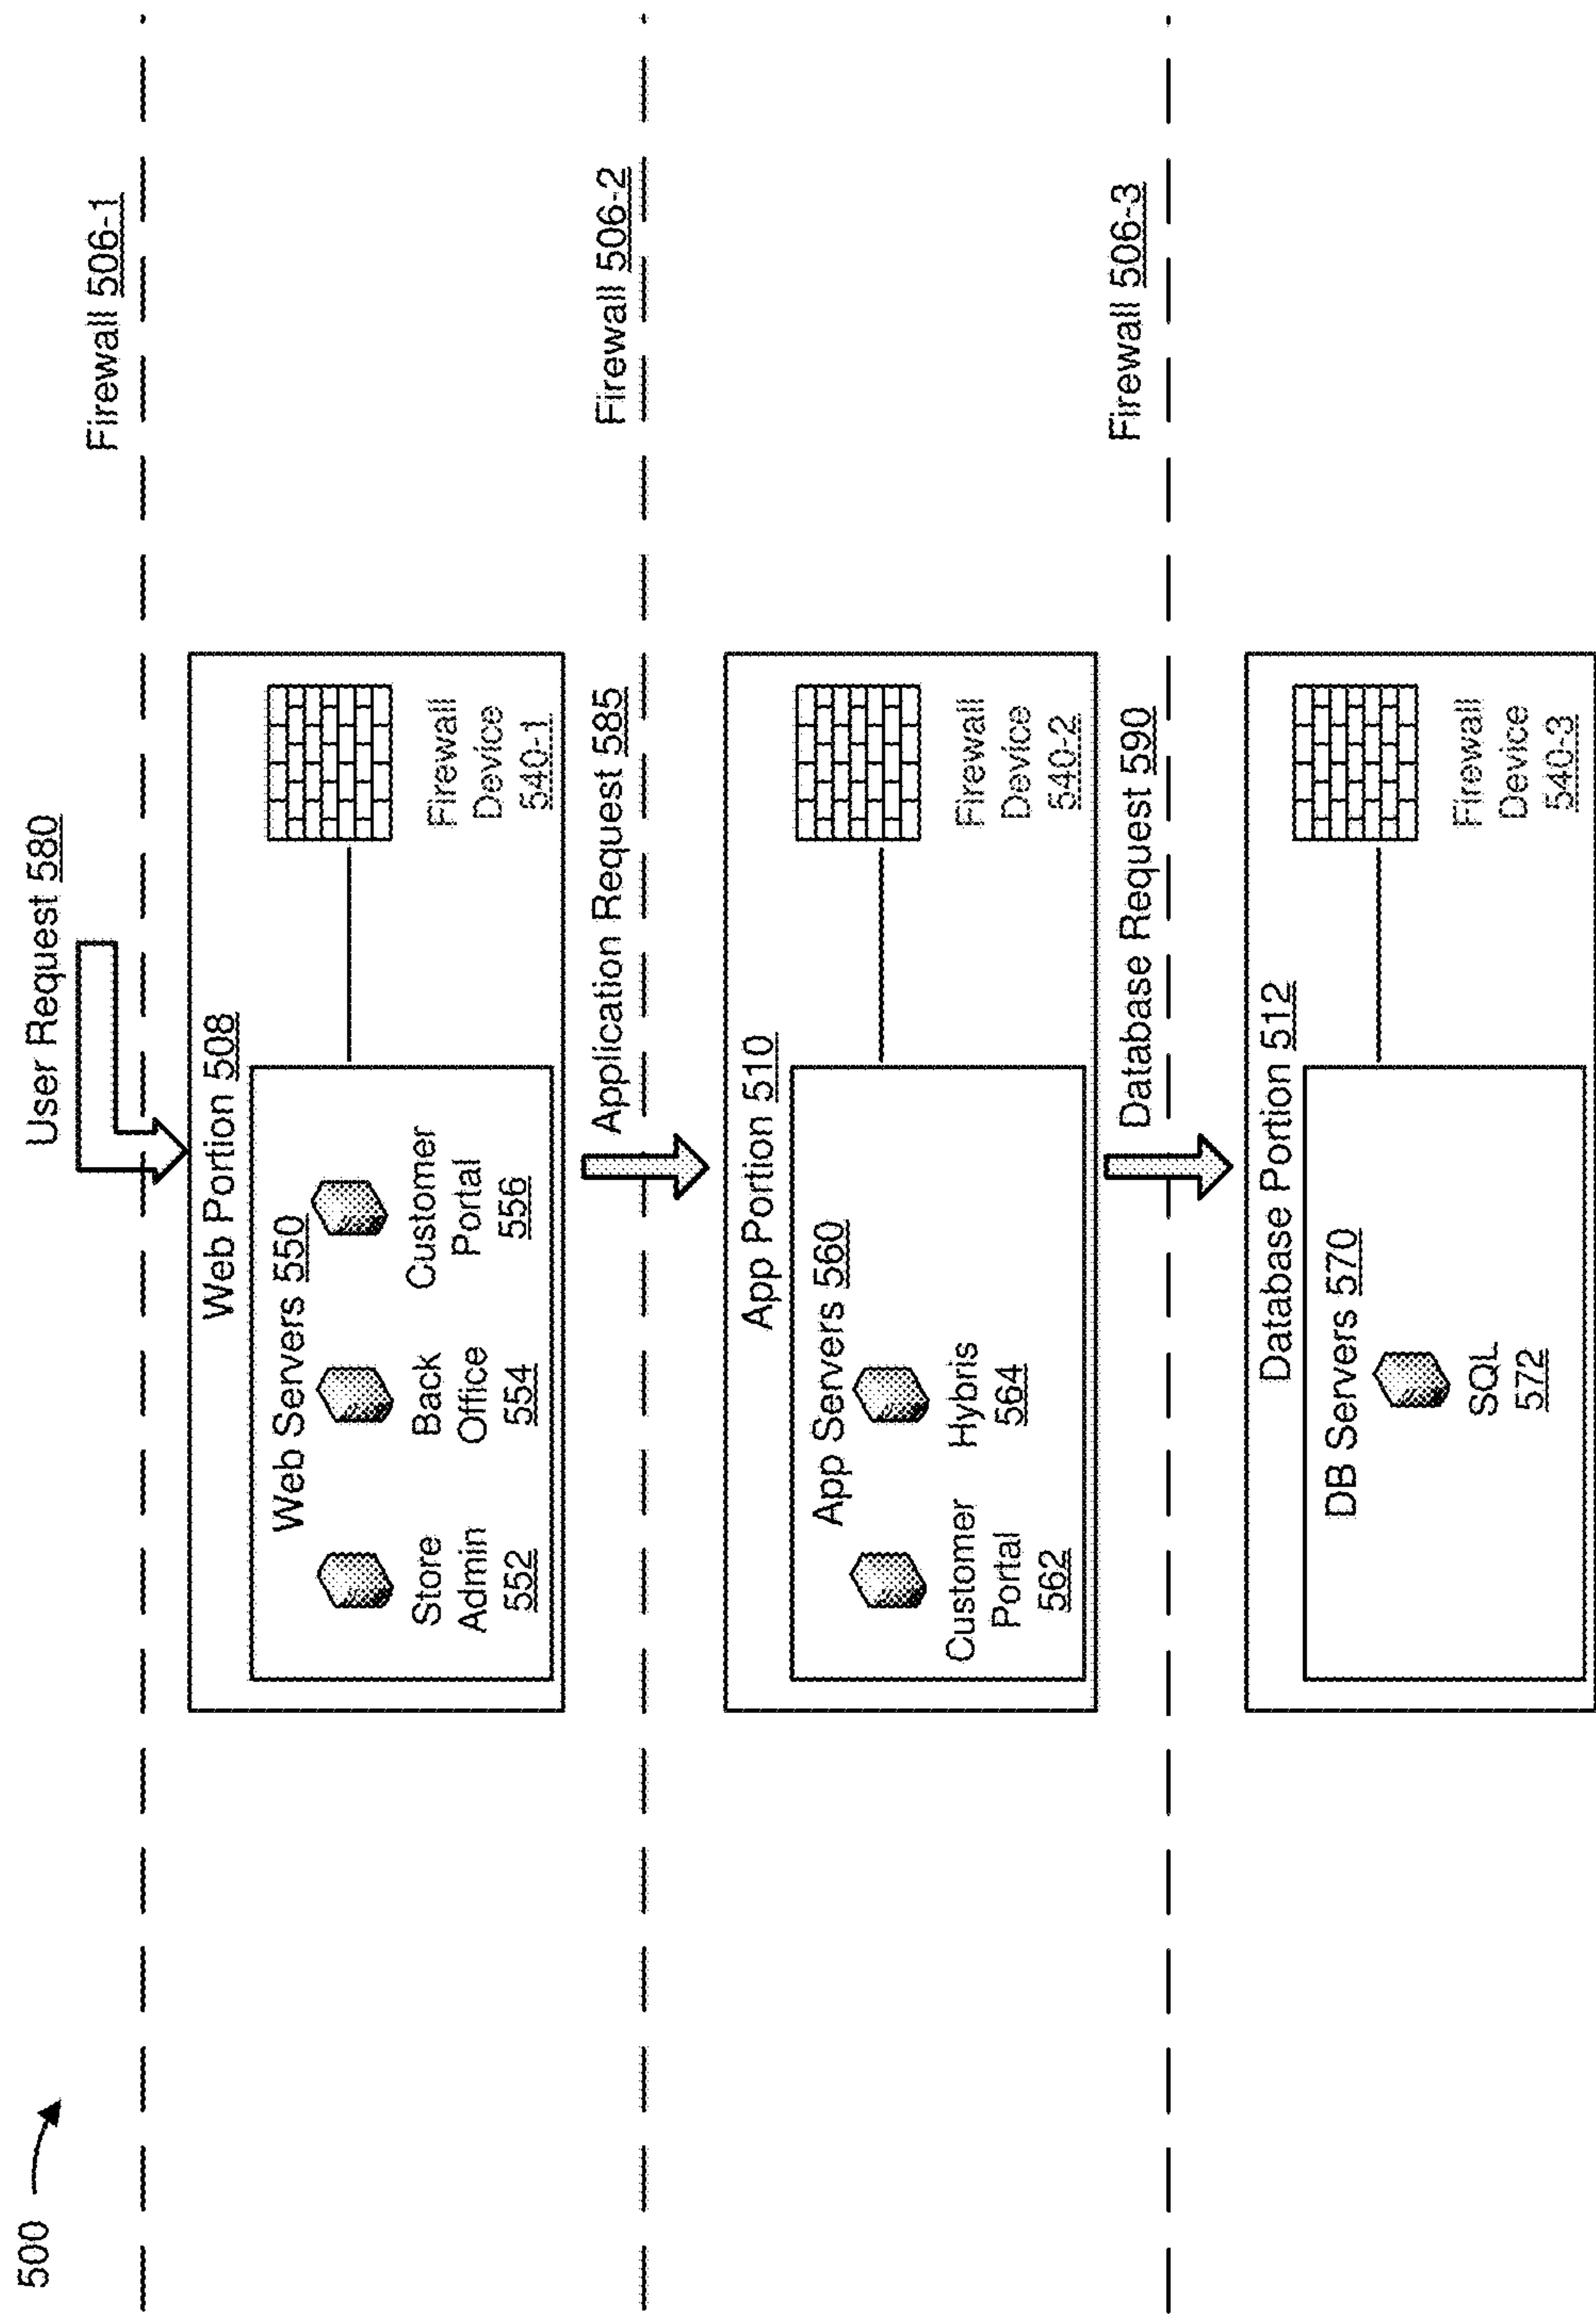 500
User Request 580
Firewall 506-1
Web Portion 508
Web Servers 550
Store
Admin
552
Back
Office
554
Customer
Portal
556
Firewall
Device
540-1
Application Request 585
Firewall 506-2
App Portion 510
App Servers 560
Customer
Portal
562
Hybris
564
Firewall
Device
540-2
Database Request 590
Firewall 506-3
Database Portion 512
DB Servers 570
SQL
572
Firewall
Device
540-3